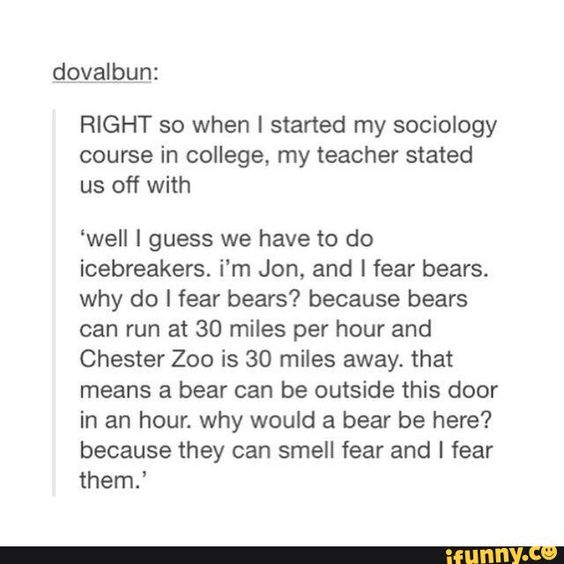 dovalbun:
RIGHT so when I started my sociology
course in college, my teacher stated
us off with
‘well I guess we have to do
icebreakers. i’m Jon, and I fear bears.
why do I fear bears? because bears
can run at 30 miles per hour and
Chester Zoo is 30 miles away. that
means a bear can be outside this door
in an hour. why would a bear be here?
because they can smell fear and I fear
them.’
ifunny.co